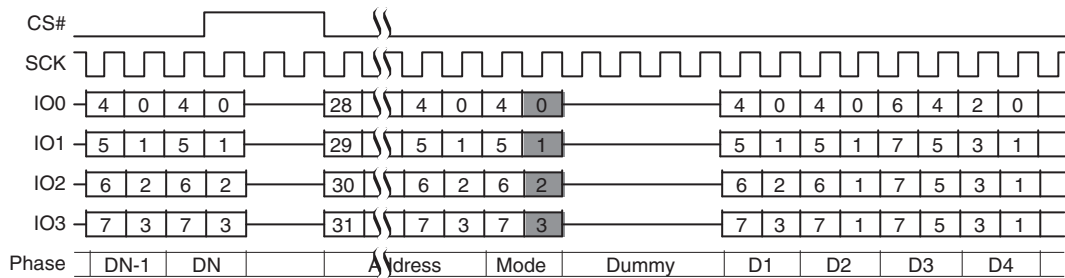 CS#
SCK
IO0 4 0 4 0 28 4 0 4 0 4 0 4 0 6 4 2 0
IO1 5 1 5 1 29 5 1 5 1 5 1 5 1 7 5 3 1
IO2 6 2 6 2 30 6 2 6 2 6 2 6 1 7 5 3 1
IO3 7 3 7 3 31 7 3 7 3 7 3 7 1 7 5 3 1
Phase DN-1 DN Address Mode Dummy D1 D2 D3 D4